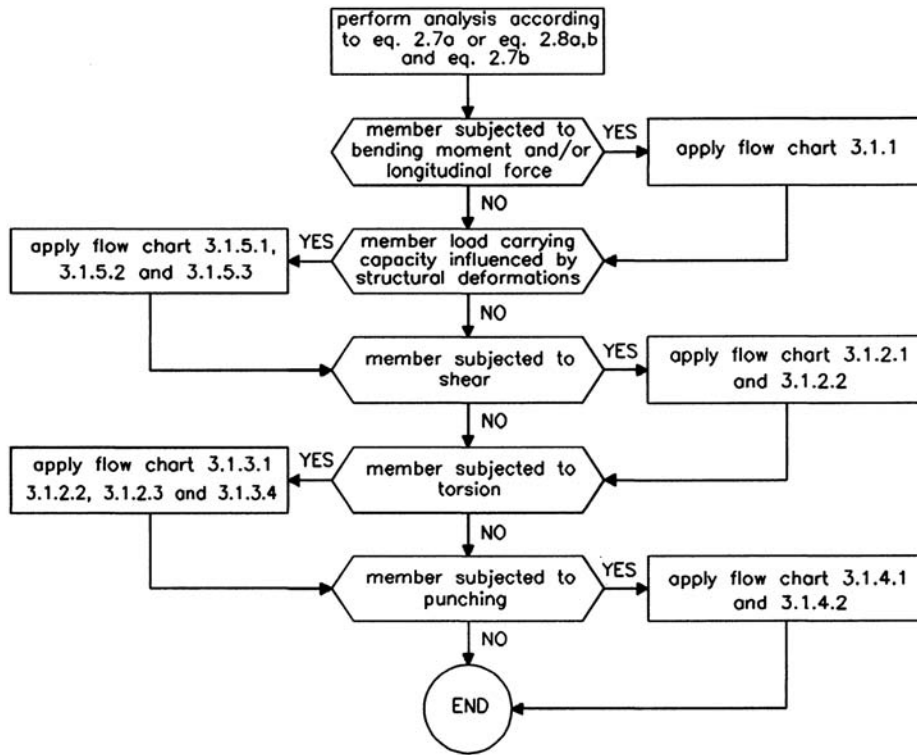 perform analysis according
to eq. 2.7a or eq. 2.8a,b
and eq. 2.7b
member subjected to
bending moment and/or
longitudinal force
YES
apply flow chart 3.1.1
NO
apply flow chart 3.1.5.1,
3.1.5.2 and 3.1.5.3
YES
member load carrying
capacity influenced by
structural deformations
NO
member subjected to
shear
YES
apply flow chart 3.1.2.1
and 3.1.2.2
NO
apply flow chart 3.1.3.1
3.1.2.2, 3.1.2.3 and 3.1.3.4
YES
member subjected to
torsion
NO
member subjected to
punching
YES
apply flow chart 3.1.4.1
and 3.1.4.2
NO
END